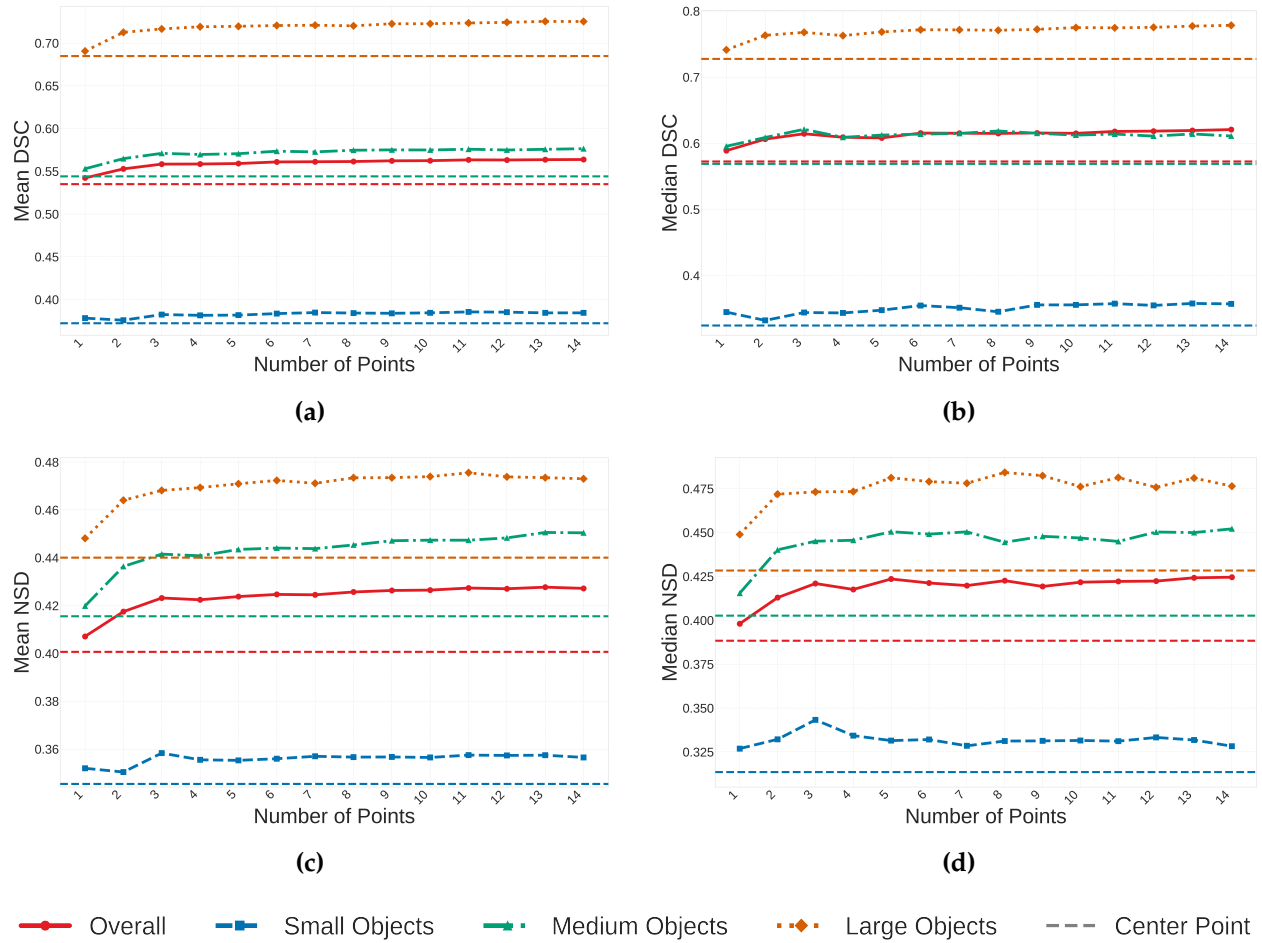 Mean DSC
0.70
0.65
0.60
0.55
0.50
0.45
0.40
1 2 3 4 5 6 7 8 9 10 11 12 13 14
Number of Points
(a)
Median DSC
0.8
0.7
0.6
0.5
0.4
1 2 3 4 5 6 7 8 9 10 11 12 13 14
Number of Points
(b)
Mean NSD
0.48
0.46
0.44
0.42
0.40
0.38
0.36
1 2 3 4 5 6 7 8 9 10 11 12 13 14
Number of Points
(c)
Median NSD
0.475
0.450
0.425
0.400
0.375
0.350
0.325
1 2 3 4 5 6 7 8 9 10 11 12 13 14
Number of Points
(d)
Overall Small Objects Medium Objects Large Objects Center Point